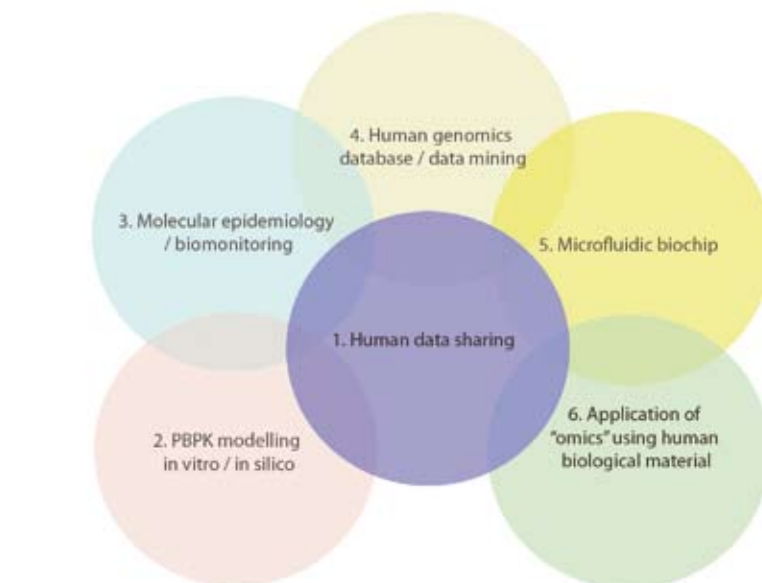 4. Human genomics
database / data mining
3. Molecular epidemiology
/ biomonitoring
5. Microfluidic biochip
1. Human data sharing
2. PBPK modelling
in vitro / in silico
6. Application of
"omics" using human
biological material